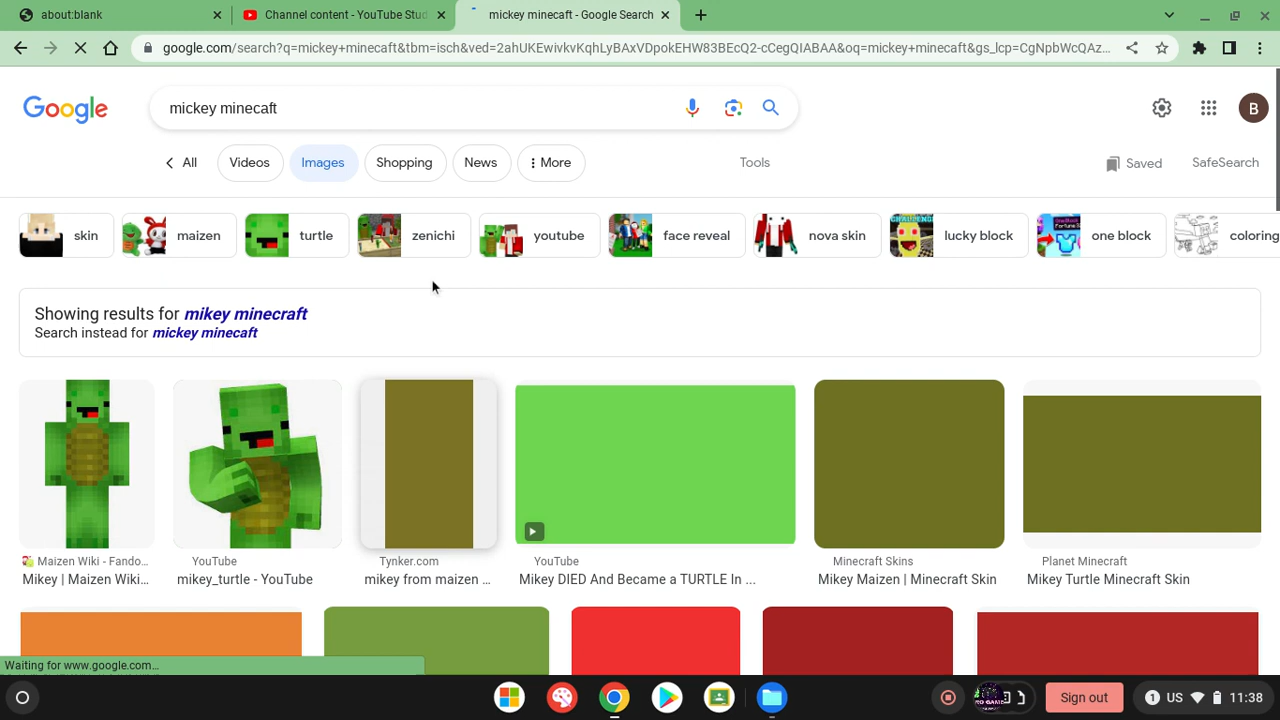 about:blank
Channel content - YouTube Stud
mickey minecaft - Google Search
google.com/search?q=mickey+minecaft&tbm=isch&ved=2ahUKEwivkvKqhLyBAxVDpokEHW83BEcQ2-cCegQIABAA&oq=mickey+minecaft&gs_lcp=CgNpbWcQAz...
Google
mickey minecaft
B
All
Videos
Images
Shopping
News
More
Tools
Saved
SafeSearch
skin
maizen
turtle
zenichi
youtube
face reveal
nova skin
lucky block
one block
coloring
Showing results for mikey minecraft
Search instead for mickey minecaft
Maizen Wiki - Fando...
Mikey | Maizen Wiki...
YouTube
mikey_turtle - YouTube
Tynker.com
mikey from maizen ...
YouTube
Mikey DIED And Became a TURTLE In ...
Minecraft Skins
Mikey Maizen | Minecraft Skin
Planet Minecraft
Mikey Turtle Minecraft Skin
Waiting for www.google.com...
Sign out
1 US 11:38